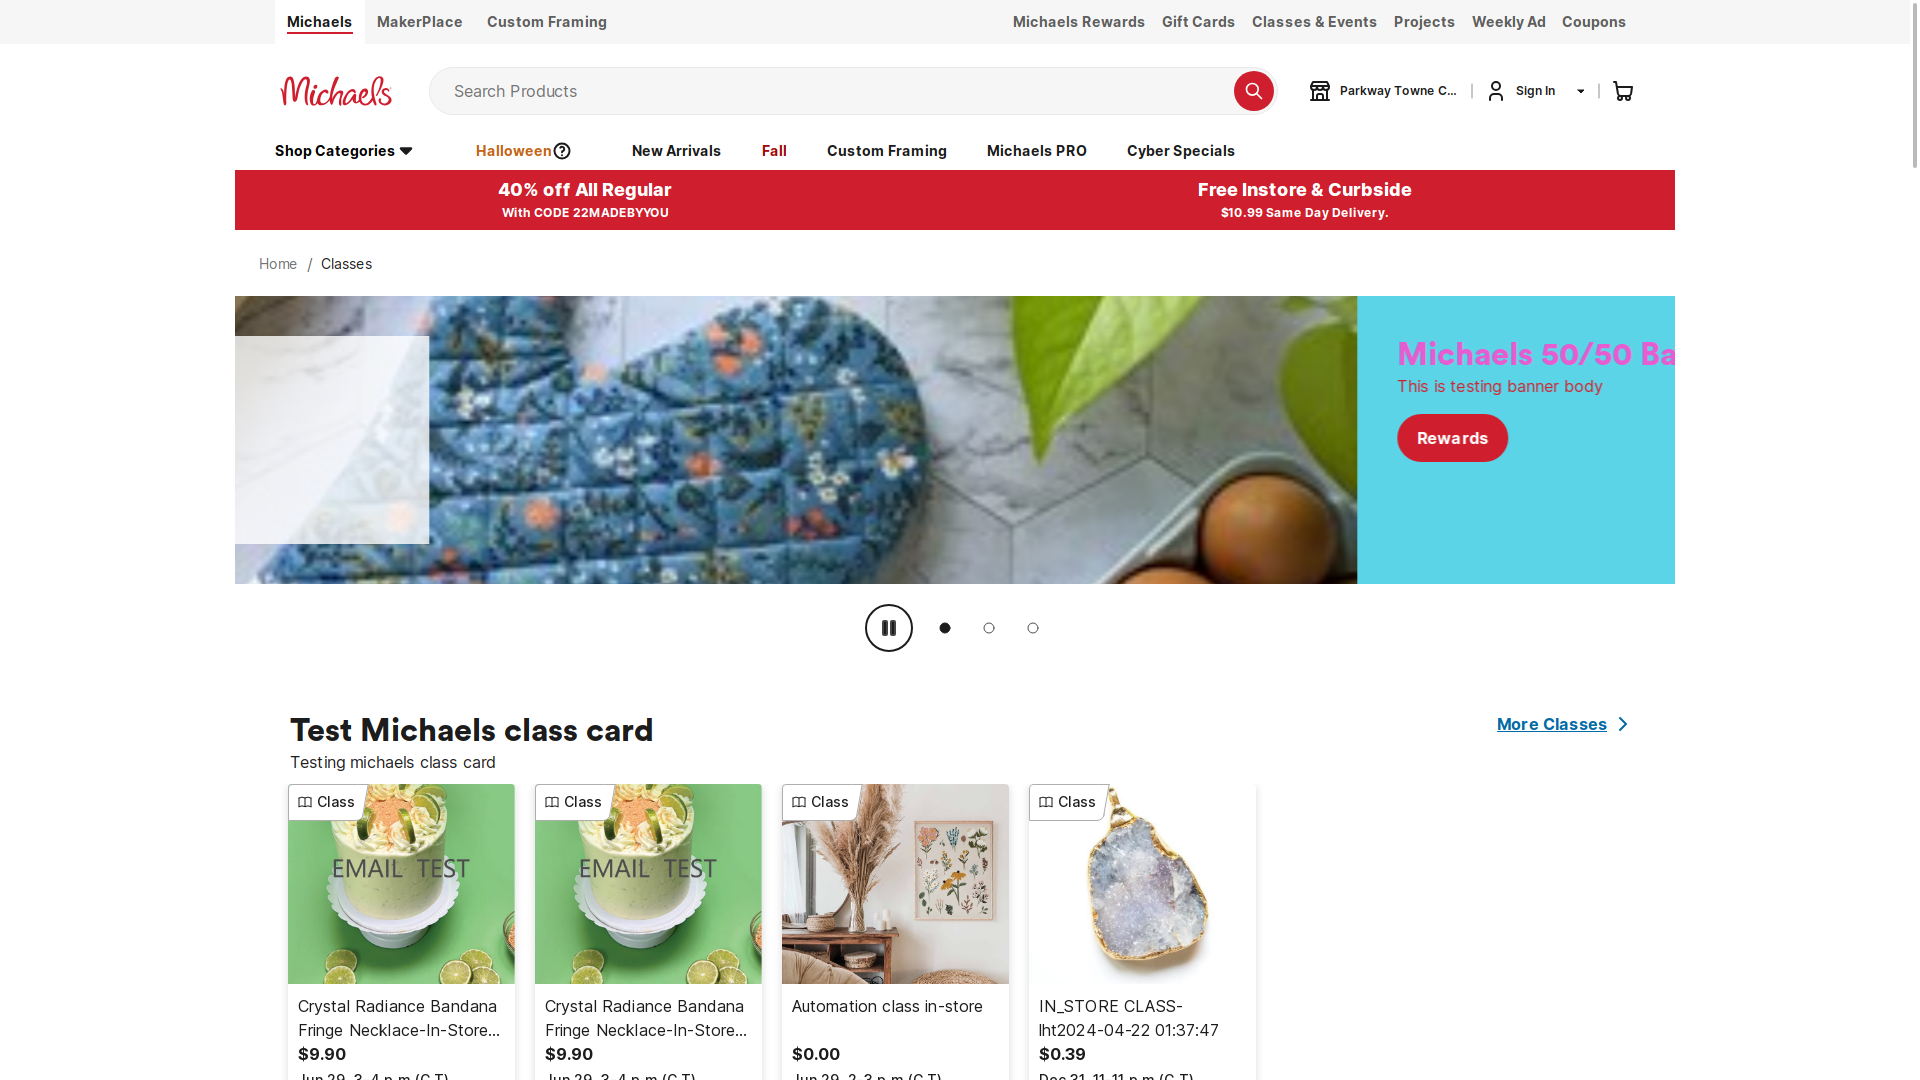 Michaels
MakerPlace
Custom Framing
Michaels Rewards
Gift Cards
Classes & Events
Projects
Weekly Ad
Coupons
Michaels
Search Products
Parkway Towne C...
Sign In
Shop Categories
Halloween
New Arrivals
Fall
Custom Framing
Michaels PRO
Cyber Specials
40% off All Regular
With CODE 22MADEBYYOU
Free Instore & Curbside
$10.99 Same Day Delivery.
Home / Classes
Michaels 50/50 Ba
This is testing banner body
Rewards
Test Michaels class card
More Classes
Testing michaels class card
Class
EMAIL TEST
Crystal Radiance Bandana
Fringe Necklace-In-Store...
$9.90
Jun 29, 3-4 p.m (C.T)
Class
EMAIL TEST
Crystal Radiance Bandana
Fringe Necklace-In-Store...
$9.90
Jun 29, 3-4 p.m (C.T)
Class
Automation class in-store
$0.00
Jun 29, 2-3 p.m (C.T)
Class
IN_STORE CLASS-
lht2024-04-22 01:37:47
$0.39
Dec 31, 11-11 p.m (C.T)